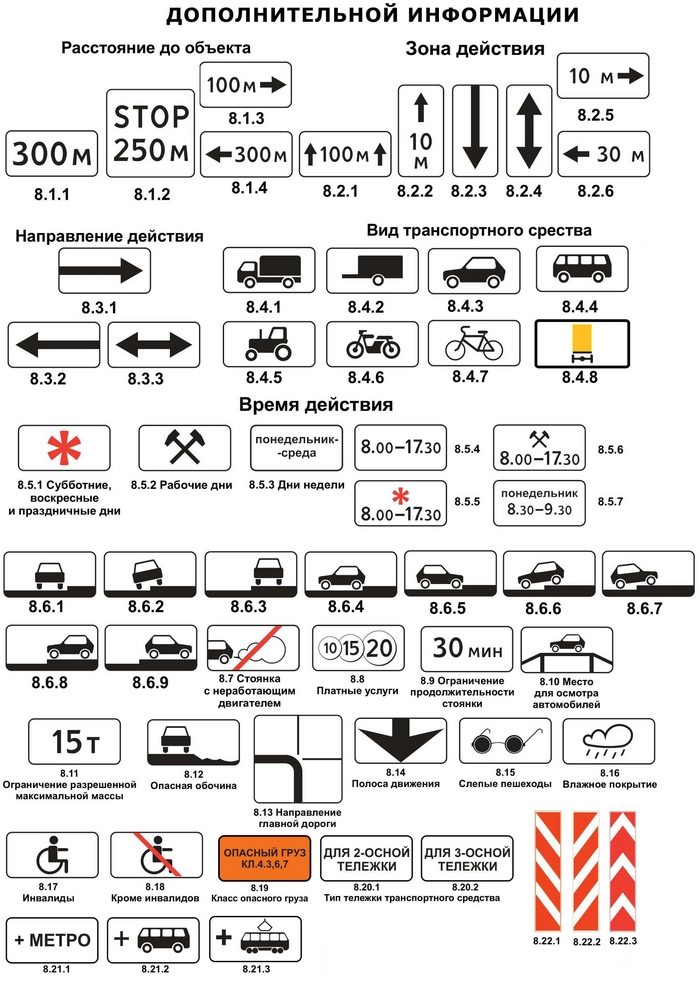 ДОПОЛНИТЕЛЬНОЙ ИНФОРМАЦИИ
Расстояние до объекта
Зона действия
300м
8.1.1
STOP
250м
8.1.2
100м
8.1.3
300м
8.1.4
100м
8.2.1
10
м
8.2.2
8.2.3
8.2.4
10 м
8.2.5
30 м
8.2.6
Направление действия
Вид транспортного срества
8.3.1
8.4.1
8.4.2
8.4.3
8.4.4
8.3.2
8.3.3
8.4.5
8.4.6
8.4.7
8.4.8
Время действия
8.5.1 Субботние,
воскресные
и праздничные дни
8.5.2 Рабочие дни
понедельник-
-среда
8.5.3 Дни недели
8.00–17.30
8.5.4
8.00–17.30
8.5.5
8.00–17.30
8.5.6
понедельник
8.30–9.30
8.5.7
8.6.1
8.6.2
8.6.3
8.6.4
8.6.5
8.6.6
8.6.7
8.6.8
8.6.9
8.7 Стоянка
с неработающим
двигателем
10 15 20
8.8
Платные услуги
30 мин
8.9 Ограничение
продолжительности
стоянки
8.10 Место
для осмотра
автомобилей
15т
8.11
Ограничение разрешенной
максимальной массы
8.12
Опасная обочина
8.13 Направление
главной дороги
8.14
Полоса движения
8.15
Слепые пешеходы
8.16
Влажное покрытие
8.17
Инвалиды
8.18
Кроме инвалидов
ОПАСНЫЙ ГРУЗ
КЛ.4.3,6,7
8.19
Класс опасного груза
ДЛЯ 2-ОСНОЙ
ТЕЛЕЖКИ
8.20.1
ДЛЯ 3-ОСНОЙ
ТЕЛЕЖКИ
8.20.2
Тип тележки транспортного средства
+ МЕТРО
8.21.1
+
8.21.2
+
8.21.3
8.22.1
8.22.2
8.22.3